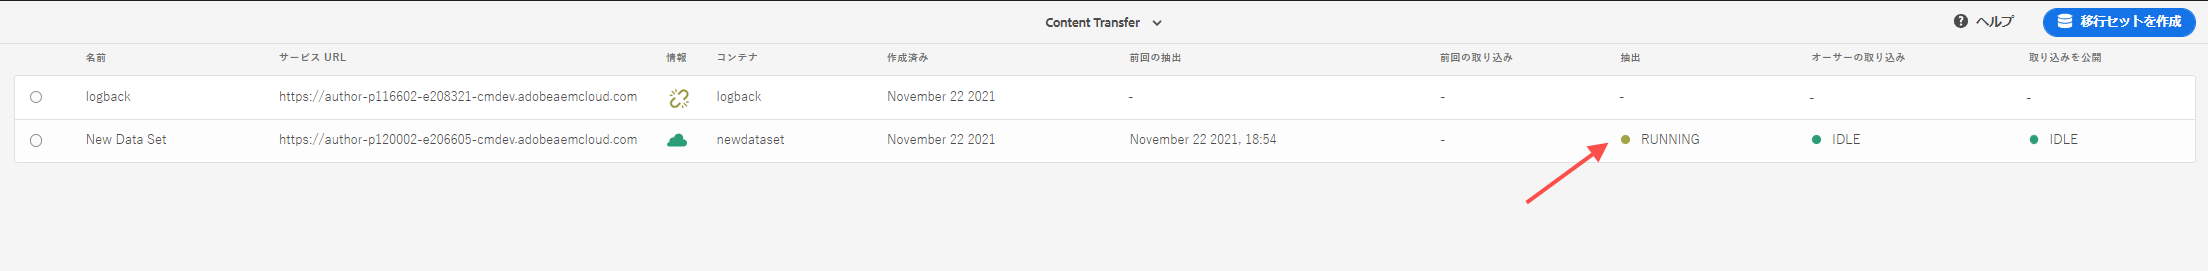 Content Transfer
ヘルプ
移行セットを作成
名前 サービス URL 情報 コンテナ 作成済み 前回の抽出 前回の取り込み 抽出 オーサーの取り込み 取り込みを公開
logback https://author-p116602-e208321-cmdev.adobeaemcloud.com logback November 22 2021 - - - - -
New Data Set https://author-p120002-e206605-cmdev.adobeaemcloud.com newdataset November 22 2021 November 22 2021, 18:54 - RUNNING IDLE IDLE